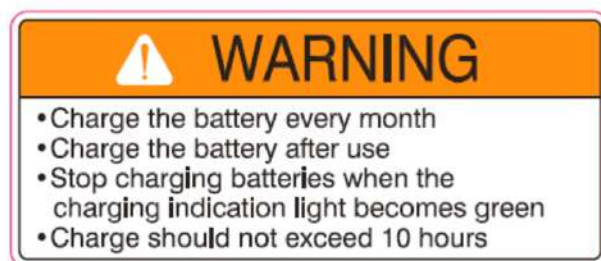 WARNING
•Charge the battery every month
•Charge the battery after use
•Stop charging batteries when the
charging indication light becomes green
•Charge should not exceed 10 hours